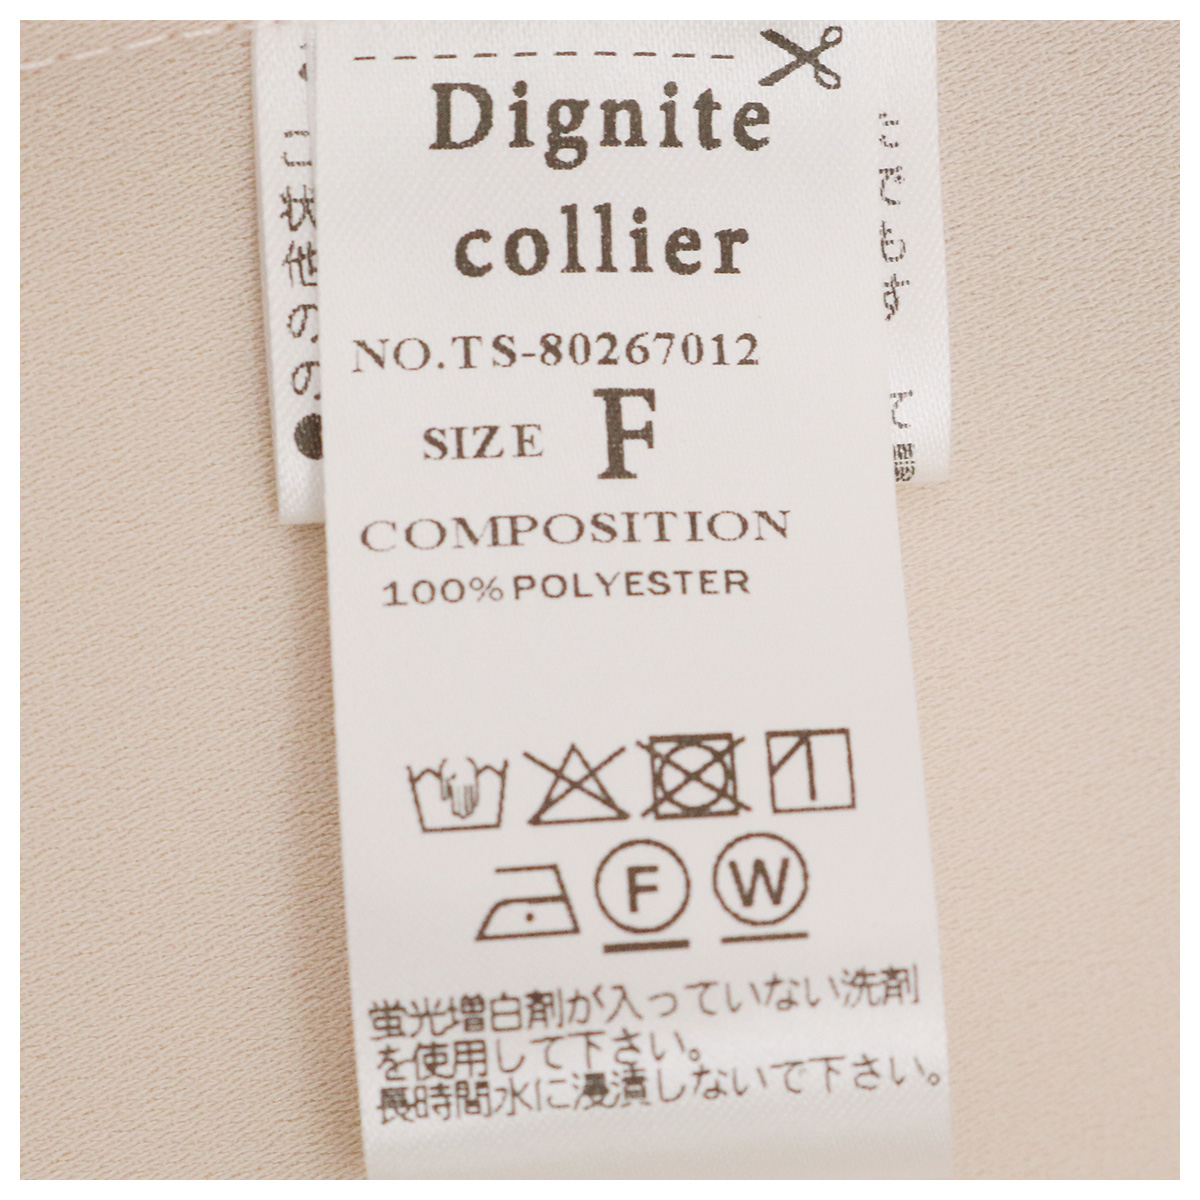 Dignite
collier
NO.TS-80267012
SIZE F
COMPOSITION
100%POLYESTER
F W
蛍光増白剤が入っていない洗剤
を使用して下さい。
長時間水に浸漬しないで下さい。